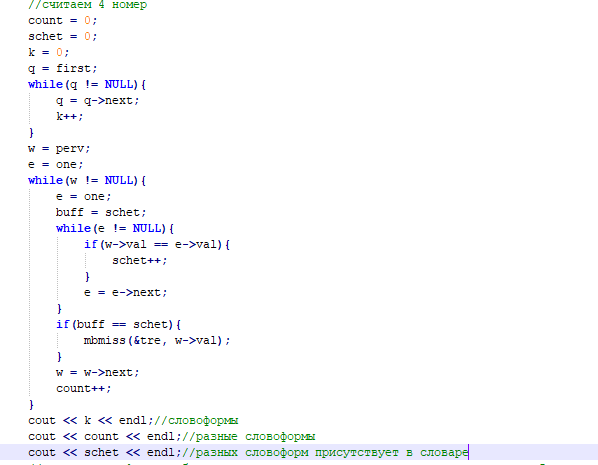 //считаем 4 номер
count = 0;
schet = 0;
k = 0;
q = first;
while(q != NULL){
q = q->next;
k++;
}
w = perv;
e = one;
while(w != NULL){
e = one;
buff = schet;
while(e != NULL){
if(w->val == e->val){
schet++;
}
e = e->next;
}
if(buff == schet){
mbmiss(&tre, w->val);
}
w = w->next;
count++;
}
cout << k << endl;//словоформы
cout << count << endl;//разные словоформы
cout << schet << endl;//разных словоформ присутствует в словаре